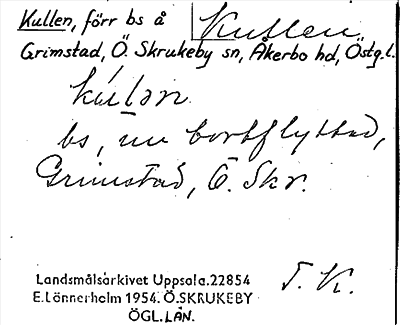 Kullen, förr bs å Kullen
Grimstad, Ö. Skrukeby sn, Åkerbo hd, Östg.l.
kúlan
bs, nu bortflyttad,
Grimstad, Ö. Skr.
T. K.
Landsmålsarkivet Uppsala.22854
E.Lönnerholm 1954. Ö.SKRUKEBY
ÖGL.LÄN.